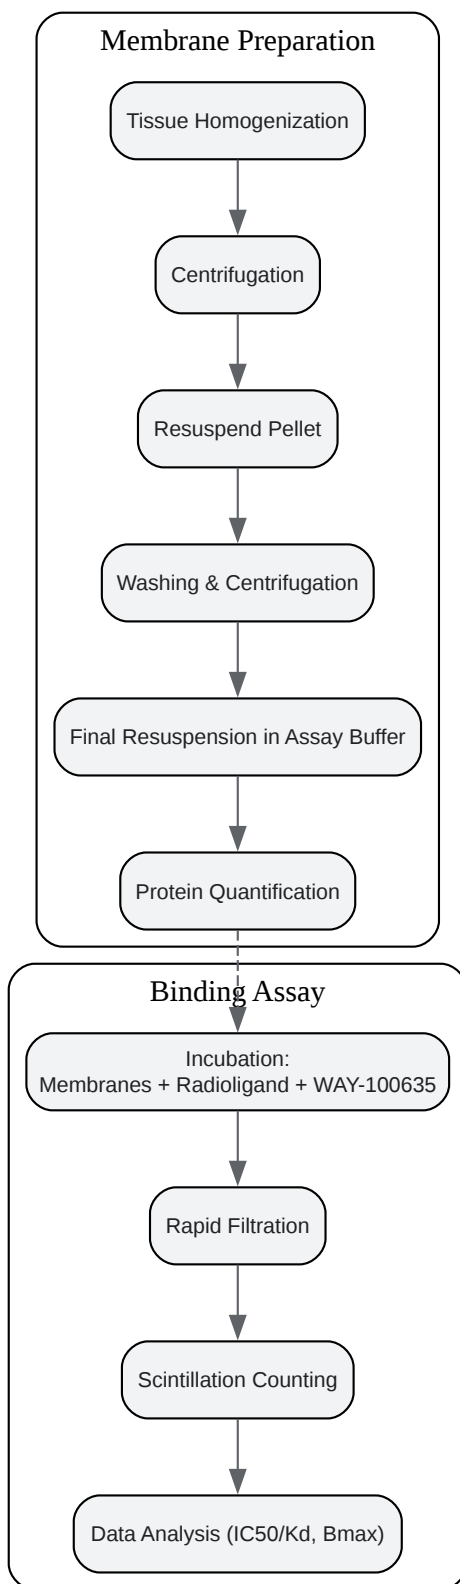 Membrane Preparation
Tissue Homogenization
Centrifugation
Resuspend Pellet
Washing & Centrifugation
Final Resuspension in Assay Buffer
Protein Quantification
Binding Assay
Incubation:
Membranes + Radioligand + WAY-100635
Rapid Filtration
Scintillation Counting
Data Analysis (IC50/Kd, Bmax)